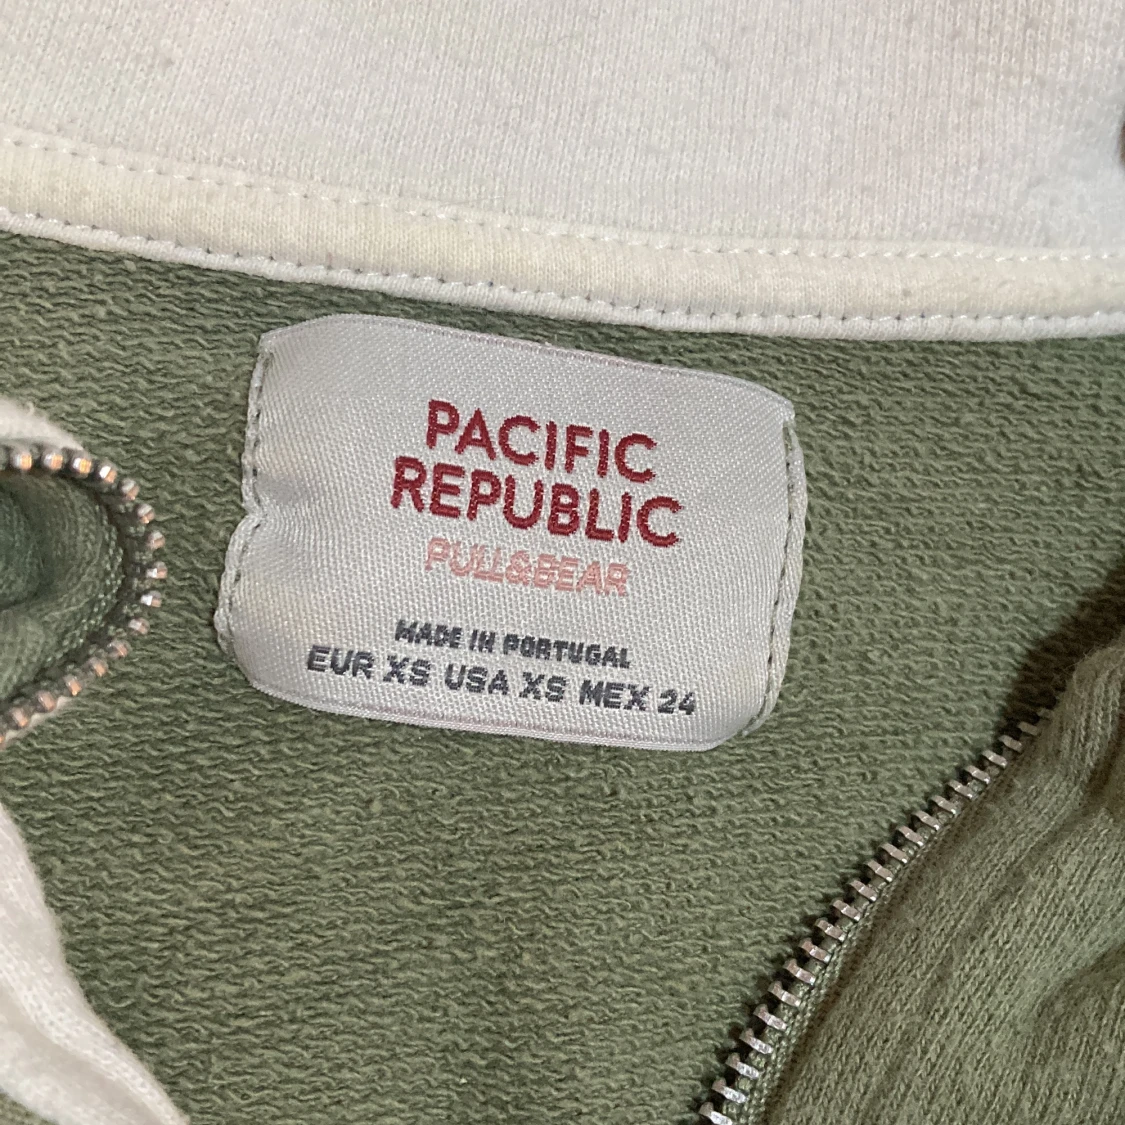 PACIFIC
REPUBLIC
PULL&BEAR
MADE IN PORTUGAL
EUR XS USA XS MEX 24